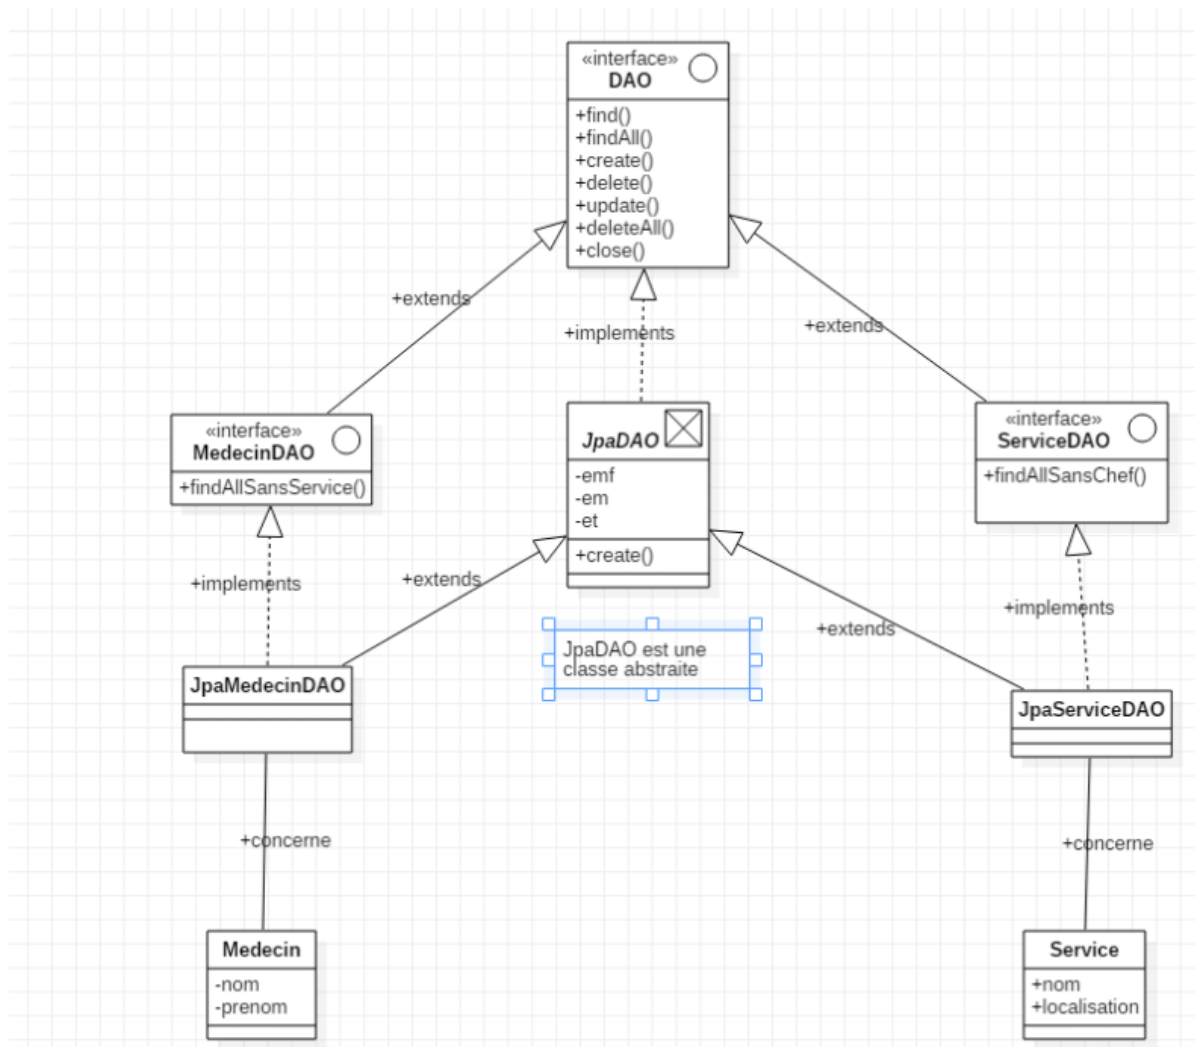 «interface»
DAO
+find()
+findAll()
+create()
+delete()
+update()
+deleteAll()
+close()
+extends
+implements
+extends
«interface»
MedecinDAO
+findAllSansService()
JpaDAO
-emf
-em
-et
+create()
«interface»
ServiceDAO
+findAllSansChef()
+implements
+extends
+extends
+implements
JpaDAO est une
classe abstraite
JpaMedecinDAO
JpaServiceDAO
+concerne
+concerne
Medecin
-nom
-prenom
Service
+nom
+localisation